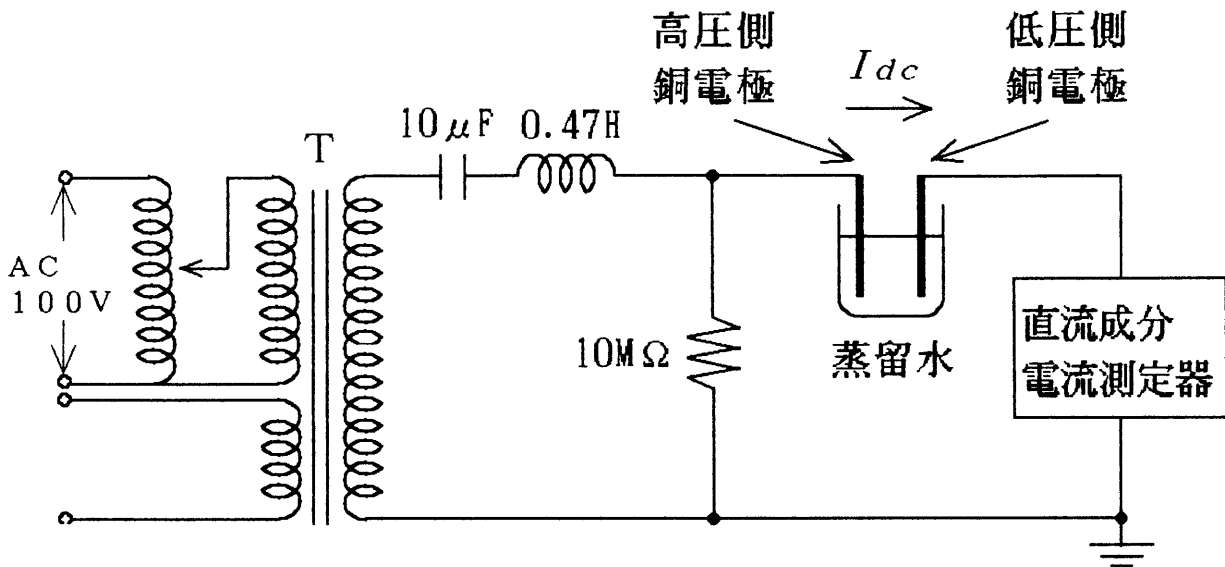 高圧側
銅電極
低圧側
銅電極
Idc
10μF 0.47H
T
AC
100V
10MΩ
蒸留水
直流成分
電流測定器